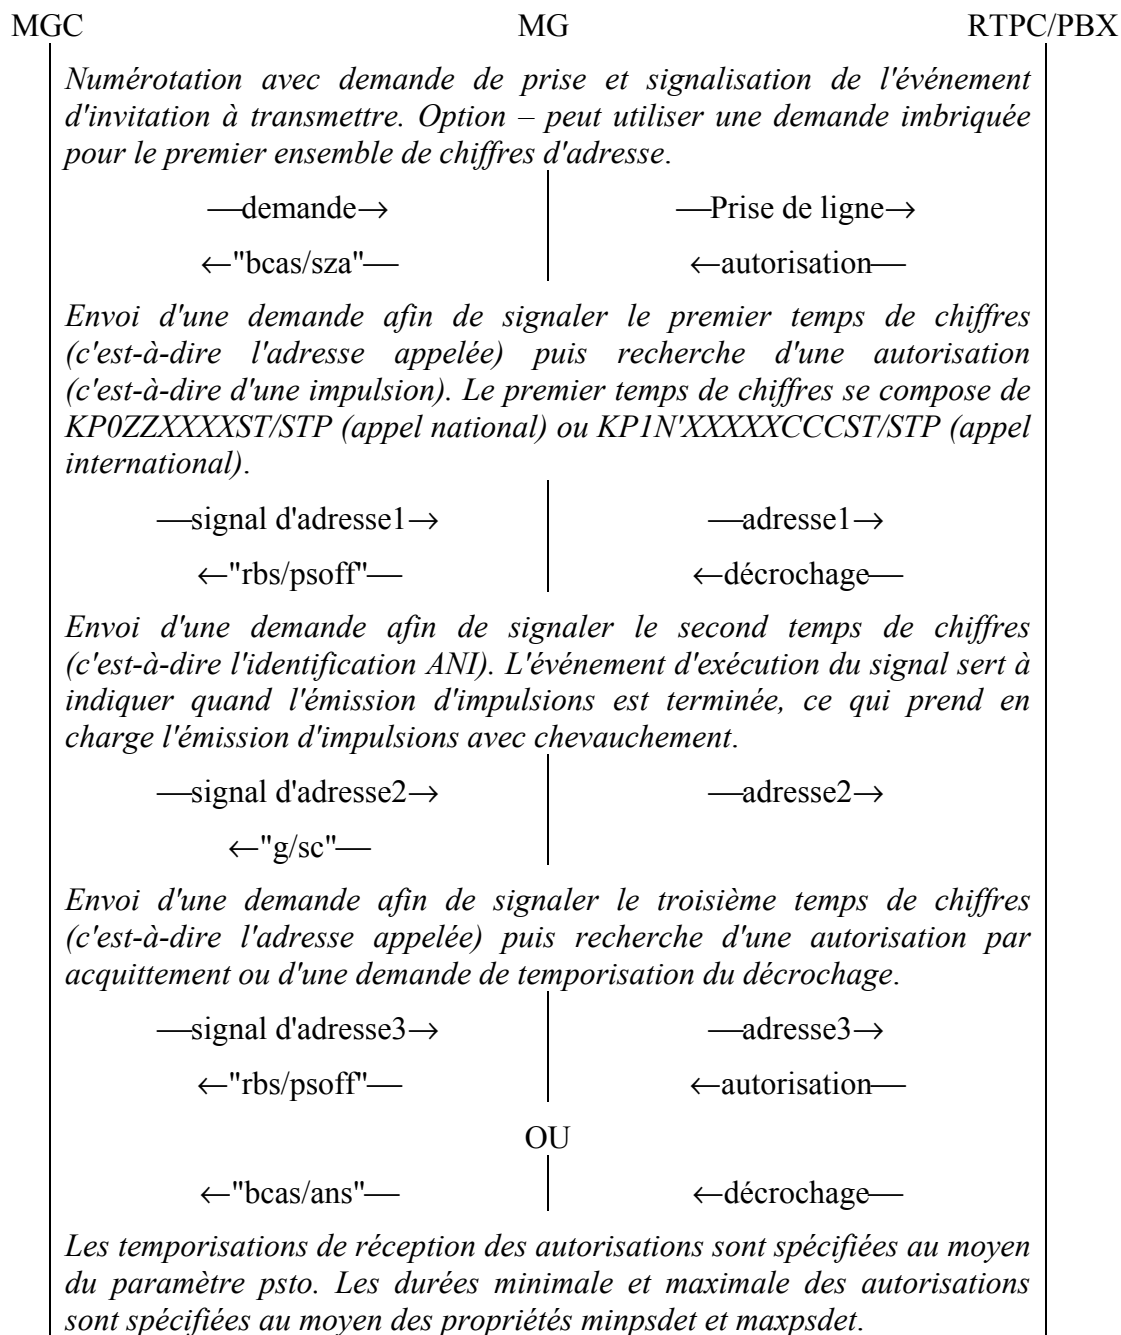 MGC MG RTPC/PBX
Numérotation avec demande de prise et signalisation de l'événement
d'invitation à transmettre. Option – peut utiliser une demande imbriquée
pour le premier ensemble de chiffres d'adresse.
—demande→ —Prise de ligne→
←"bcas/sza"— ←autorisation—
Envoi d'une demande afin de signaler le premier temps de chiffres
(c'est-à-dire l'adresse appelée) puis recherche d'une autorisation
(c'est-à-dire d'une impulsion). Le premier temps de chiffres se compose de
KP0ZZXXXXST/STP (appel national) ou KP1N'XXXXXCCCST/STP (appel
international).
—signal d'adresse1→ —adresse1→
←"rbs/psoff"— ←décrochage—
Envoi d'une demande afin de signaler le second temps de chiffres
(c'est-à-dire l'identification ANI). L'événement d'exécution du signal sert à
indiquer quand l'émission d'impulsions est terminée, ce qui prend en
charge l'émission d'impulsions avec chevauchement.
—signal d'adresse2→ —adresse2→
←"g/sc"—
Envoi d'une demande afin de signaler le troisième temps de chiffres
(c'est-à-dire l'adresse appelée) puis recherche d'une autorisation par
acquittement ou d'une demande de temporisation du décrochage.
—signal d'adresse3→ —adresse3→
←"rbs/psoff"— ←autorisation—
OU
←"bcas/ans"— ←décrochage—
Les temporisations de réception des autorisations sont spécifiées au moyen
du paramètre psto. Les durées minimale et maximale des autorisations
sont spécifiées au moyen des propriétés minpsdet et maxpsdet.